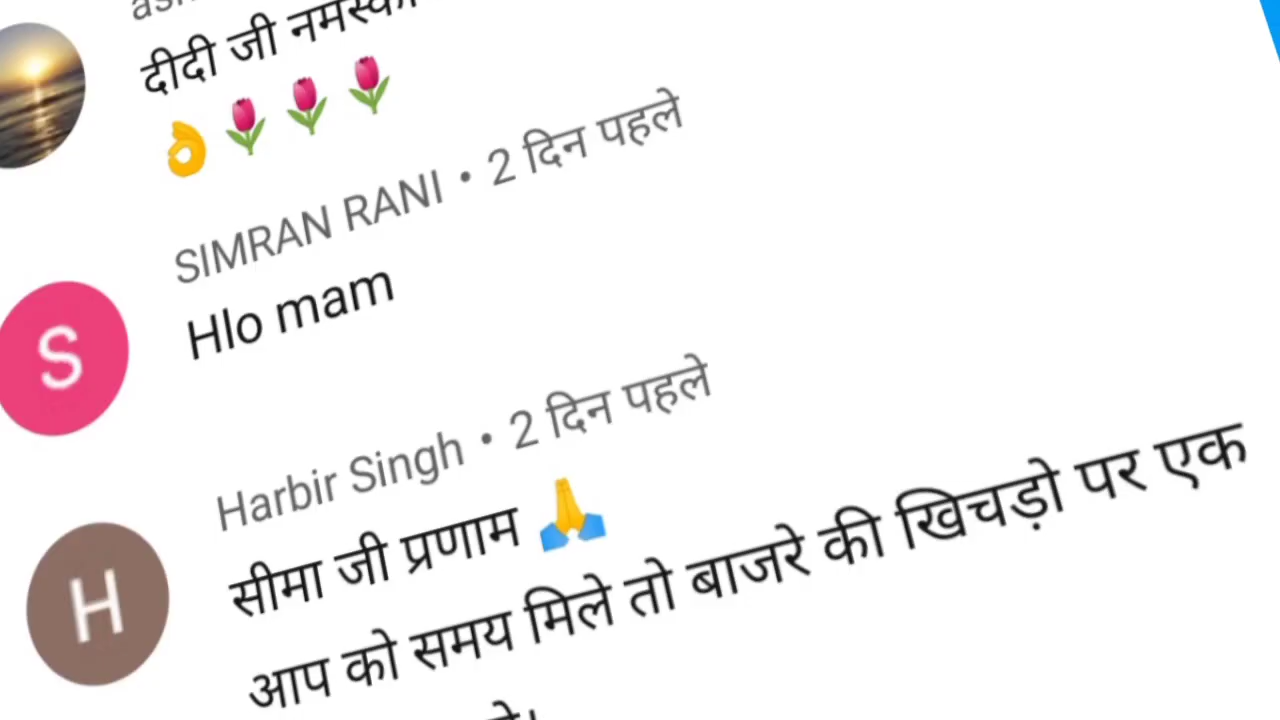 दीदी जी
SIMRAN RANI • 2 दिन पहले
S
Hlo mam
Harbir Singh • 2 दिन पहले
H
सीमा जी प्रणाम 🙏
आप को समय मिले तो बाजरे की खिचड़ो पर एक